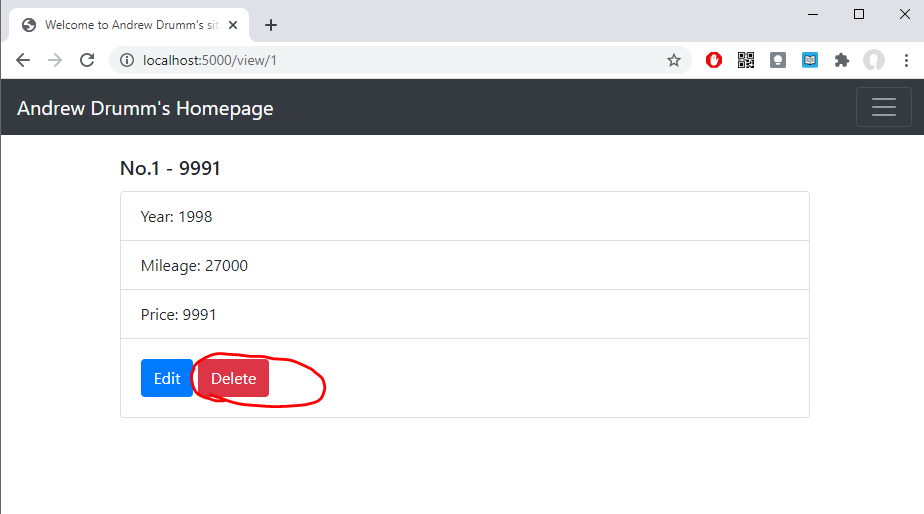 Welcome to Andrew Drumm's sit
localhost:5000/view/1
Andrew Drumm's Homepage
No.1 - 9991
Year: 1998
Mileage: 27000
Price: 9991
Edit Delete